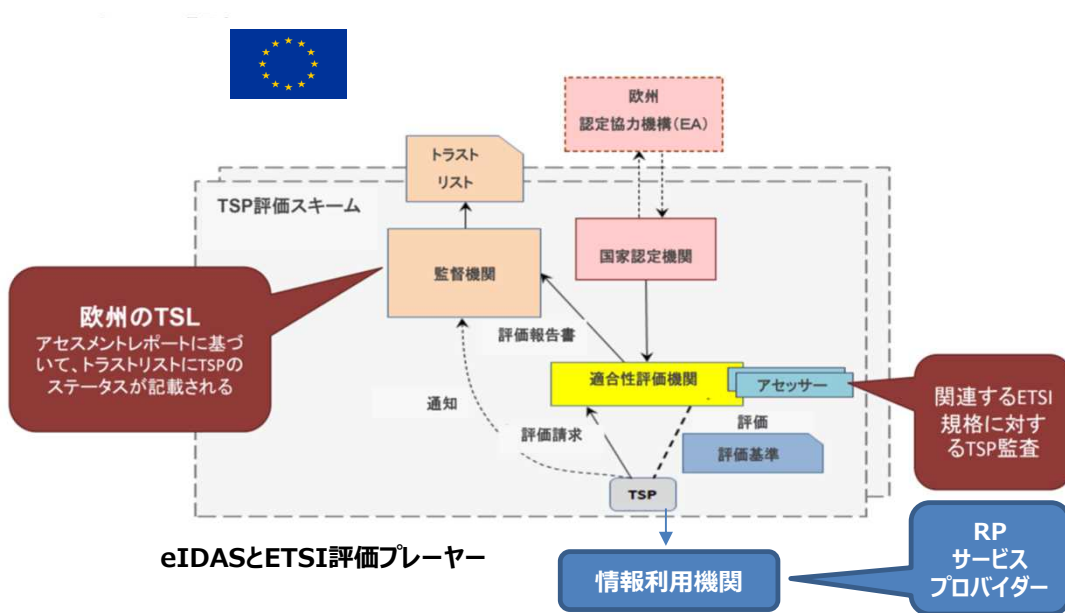 欧州
認定協力機構(EA)
トラスト
リスト
TSP評価スキーム
監督機関
国家認定機関
欧州のTSL
アセスメントレポートに基づ
いて、トラストリストにTSPの
ステータスが記載される
評価報告書
適合性評価機関
アセッサー
関連するETSI
規格に対す
るTSP監査
通知
評価請求
評価
評価基準
TSP
eIDASとETSI評価プレーヤー
情報利用機関
RP
サービス
プロバイダー